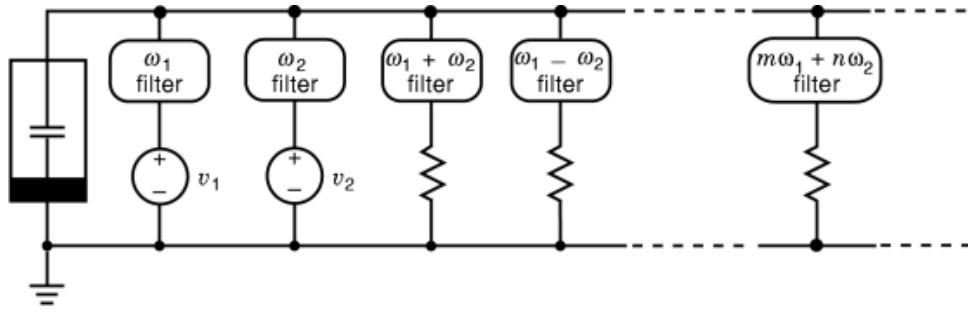 ω₁
filter
ω₂
filter
ω₁ + ω₂
filter
ω₁ − ω₂
filter
mω₁ + nω₂
filter
+
−
v₁
+
−
v₂